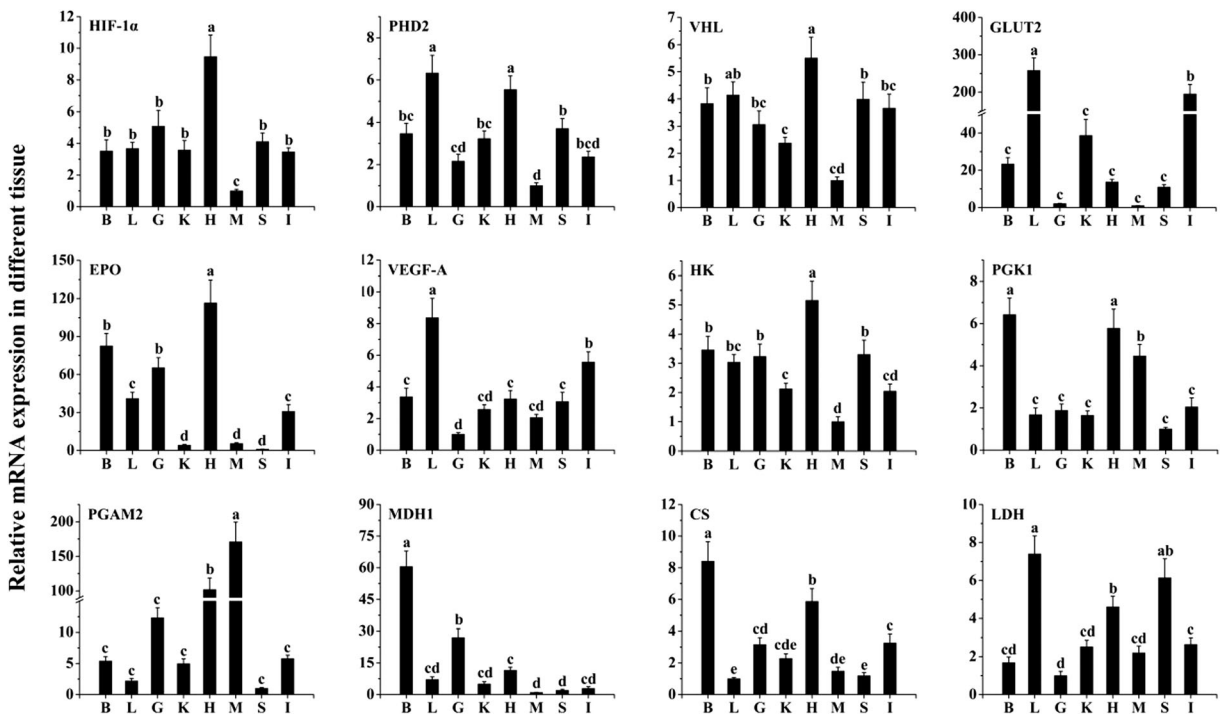 Relative mRNA expression in different tissue
HIF-1α
12
10
8
6
4
2
0
b b b b a c b b
B L G K H M S I
PHD2
8
6
4
2
0
bc a cd c a d b bcd
B L G K H M S I
VHL
7
6
5
4
3
2
1
0
b ab bc c a cd b bc
B L G K H M S I
GLUT2
400
300
200
40
20
0
c a c c c c c b
B L G K H M S I
EPO
150
120
90
60
30
0
b c b d a d d c
B L G K H M S I
VEGF-A
12
10
8
6
4
2
0
c a d cd c cd c b
B L G K H M S I
HK
6
5
4
3
2
1
0
b bc b c a d b cd
B L G K H M S I
PGK1
8
6
4
2
0
a c c c a b c c
B L G K H M S I
PGAM2
200
150
100
10
5
0
c c c c b a c c
B L G K H M S I
MDH1
90
75
60
45
30
15
0
a cd b cd c d d cd
B L G K H M S I
CS
10
8
6
4
2
0
a e cd cde b de e c
B L G K H M S I
LDH
10
8
6
4
2
0
cd a d c b cd ab c
B L G K H M S I